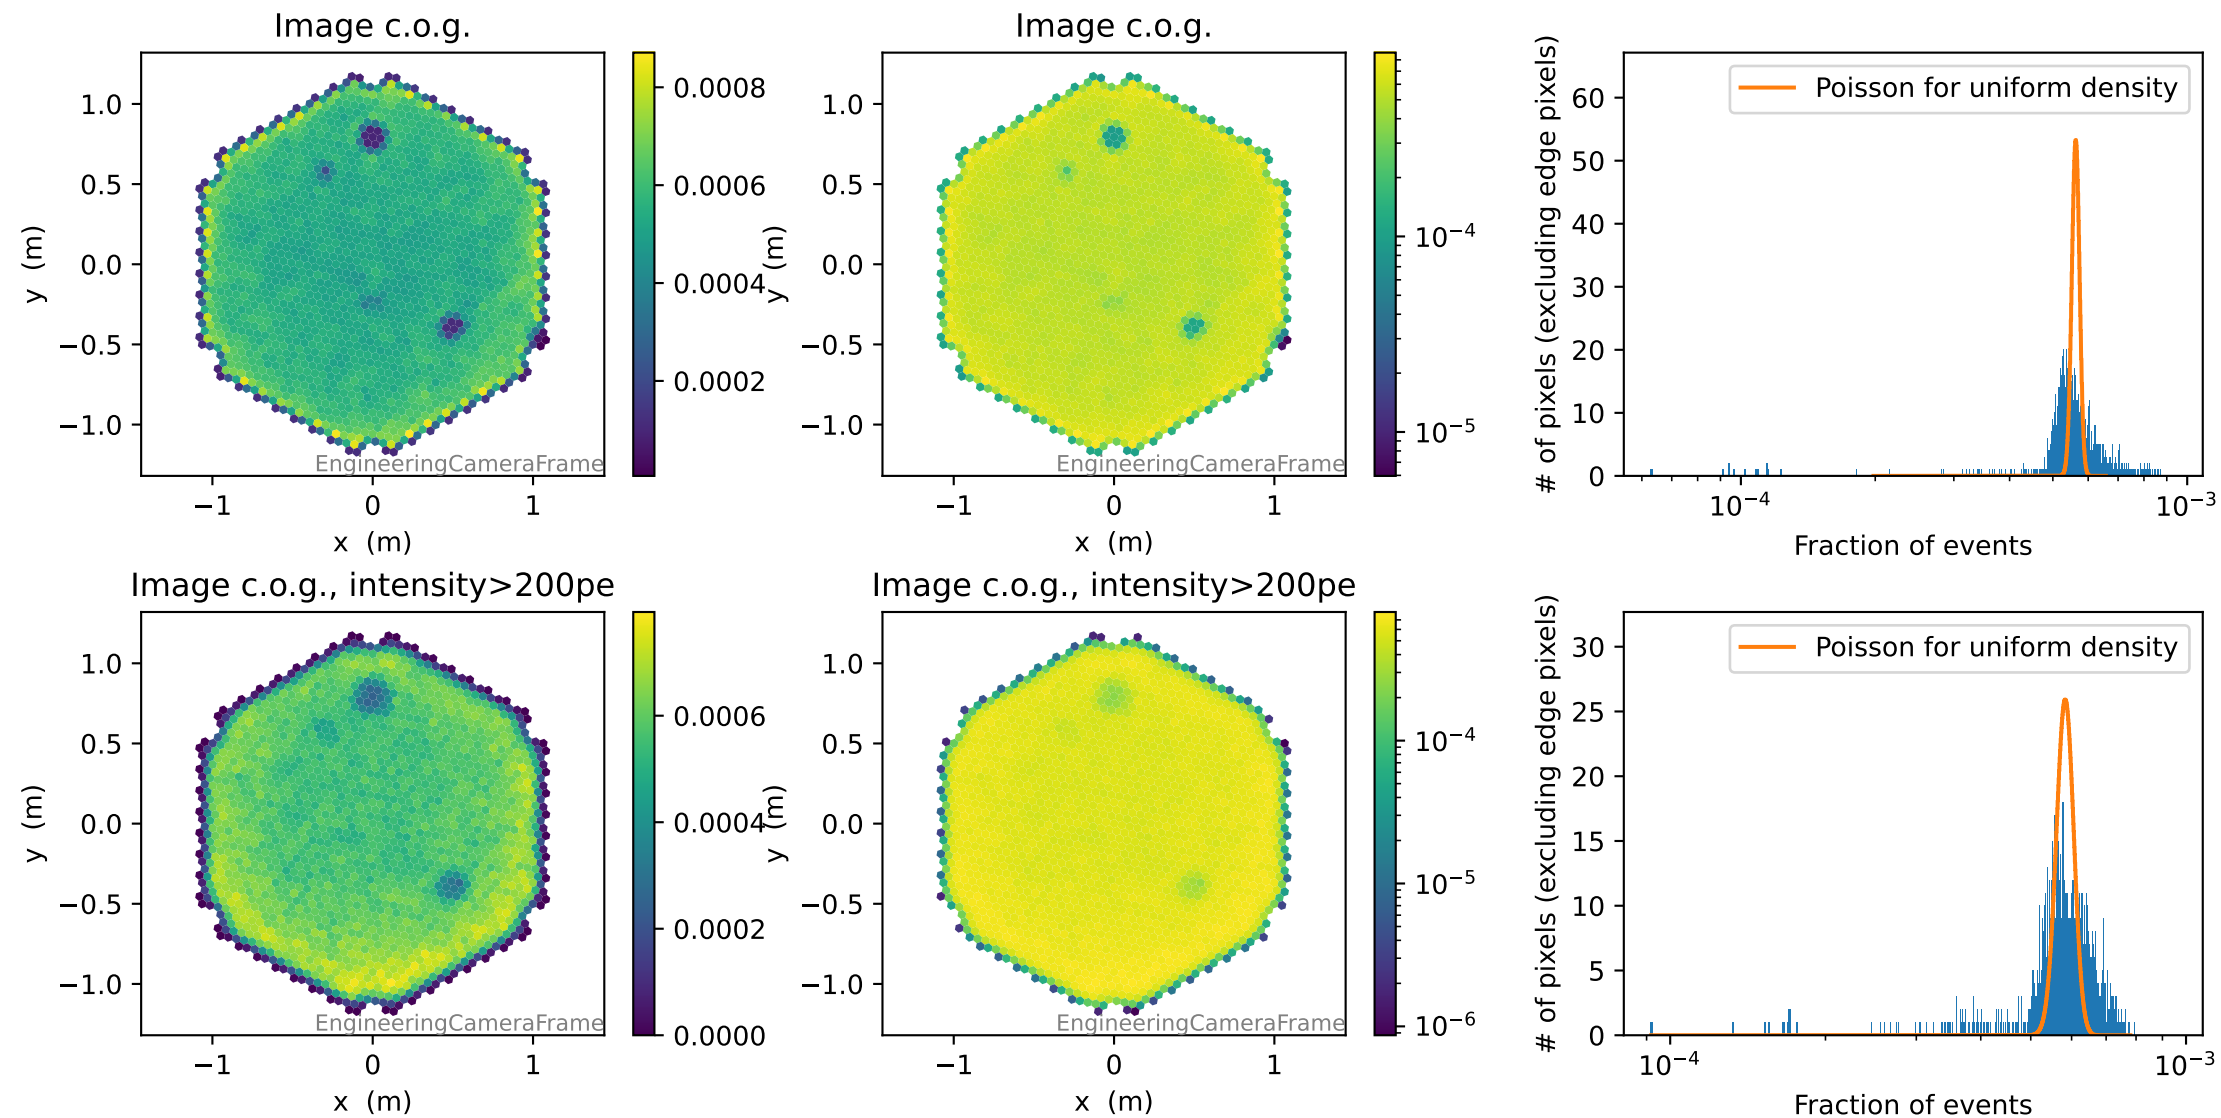 Image c.o.g.
1.0
0.5
0.0
−0.5
−1.0
y (m)
−1
0
1
x (m)
EngineeringCameraFrame
0.0008
0.0006
0.0004
0.0002
Image c.o.g.
1.0
0.5
0.0
−0.5
−1.0
y (m)
−1
0
1
x (m)
EngineeringCameraFrame
10⁻⁴
10⁻⁵
# of pixels (excluding edge pixels)
60
50
40
30
20
10
0
Poisson for uniform density
10⁻⁴
10⁻³
Fraction of events
Image c.o.g., intensity>200pe
1.0
0.5
0.0
−0.5
−1.0
y (m)
−1
0
1
x (m)
EngineeringCameraFrame
0.0006
0.0004
0.0002
0.0000
Image c.o.g., intensity>200pe
1.0
0.5
0.0
−0.5
−1.0
y (m)
−1
0
1
x (m)
EngineeringCameraFrame
10⁻⁴
10⁻⁵
10⁻⁶
# of pixels (excluding edge pixels)
30
25
20
15
10
5
0
Poisson for uniform density
10⁻⁴
10⁻³
Fraction of events